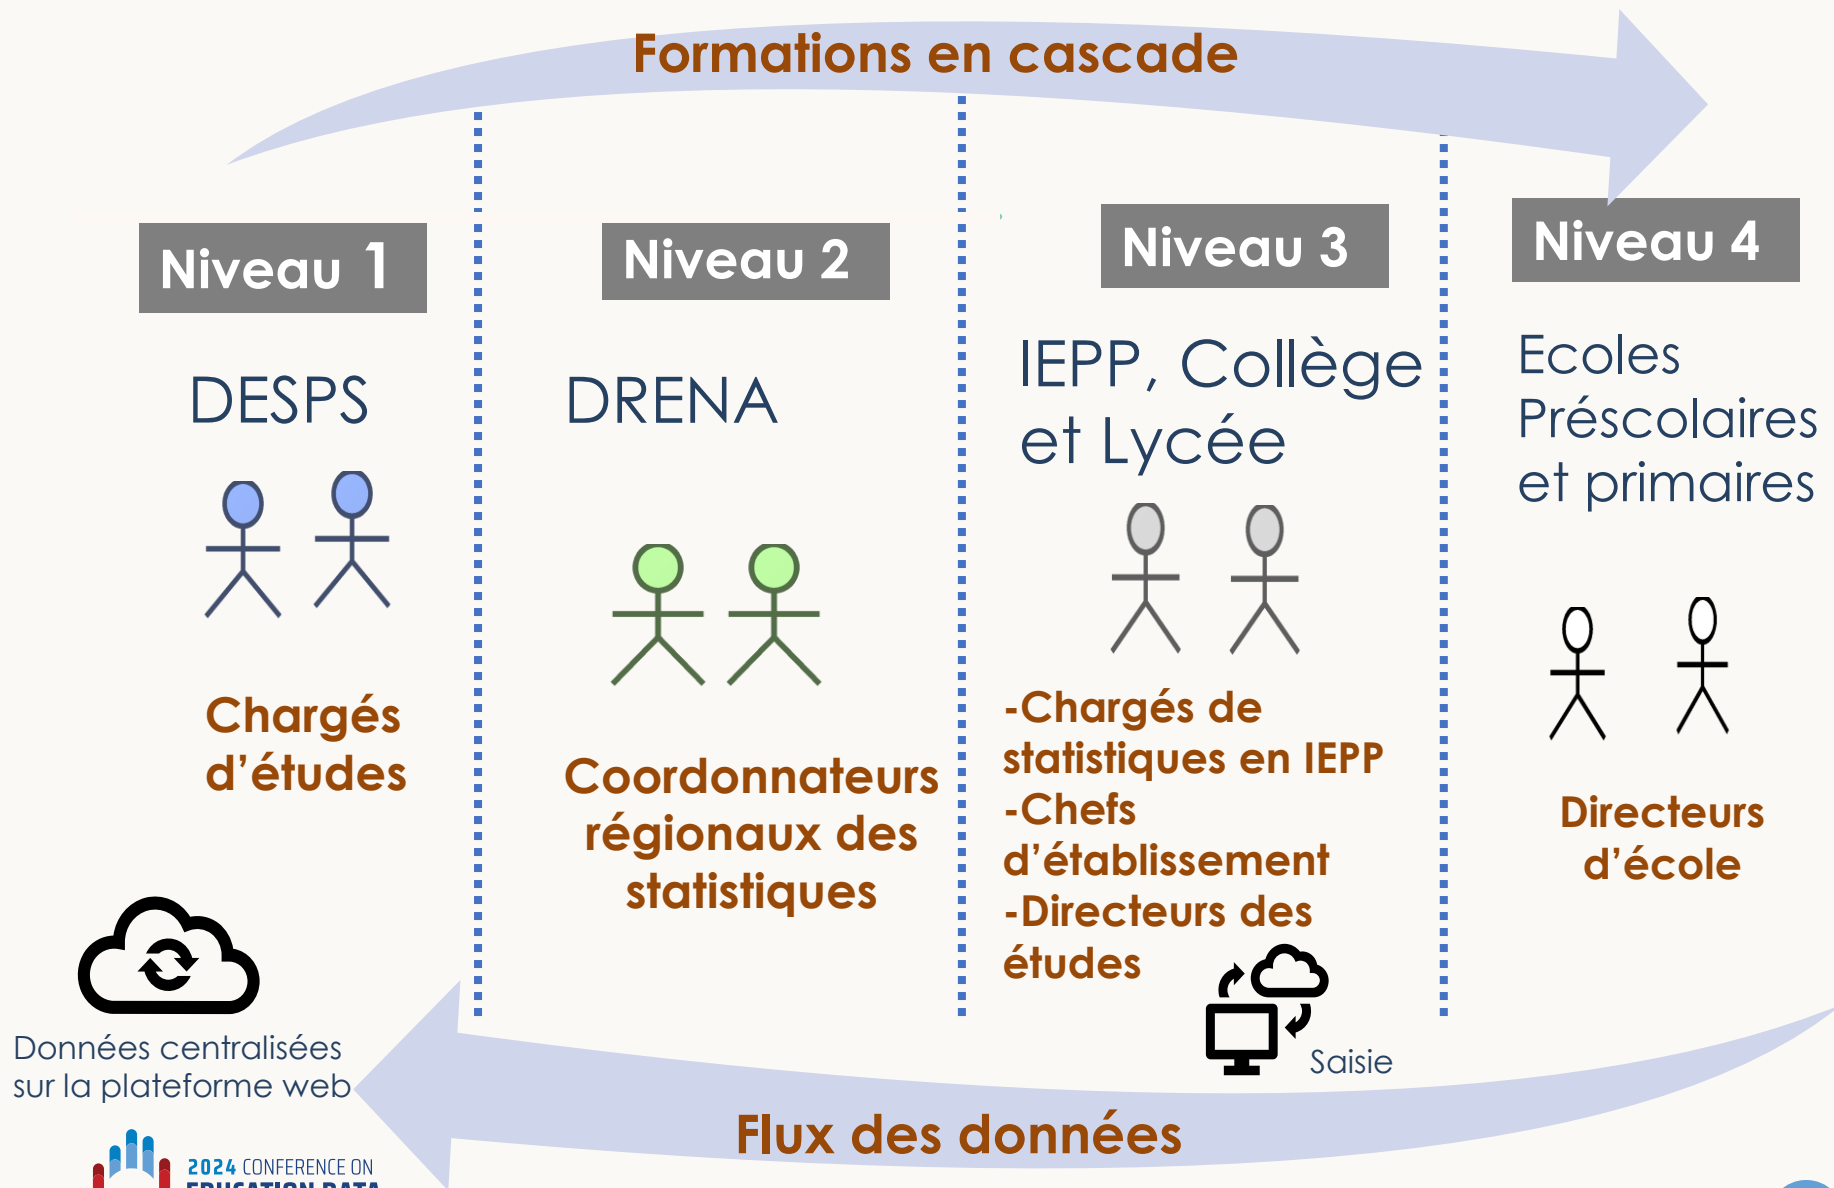 Formations en cascade
Niveau 1
DESPS
Chargés
d'études
Données centralisées
sur la plateforme web
Niveau 2
DRENA
Coordonnateurs
régionaux des
statistiques
Niveau 3
IEPP, Collège
et Lycée
-Chargés de
statistiques en IEPP
-Chefs
d'établissement
-Directeurs des
études
Saisie
Niveau 4
Ecoles
Préscolaires
et primaires
Directeurs
d'école
Flux des données
2024 CONFERENCE ON
EDUCATION DATA